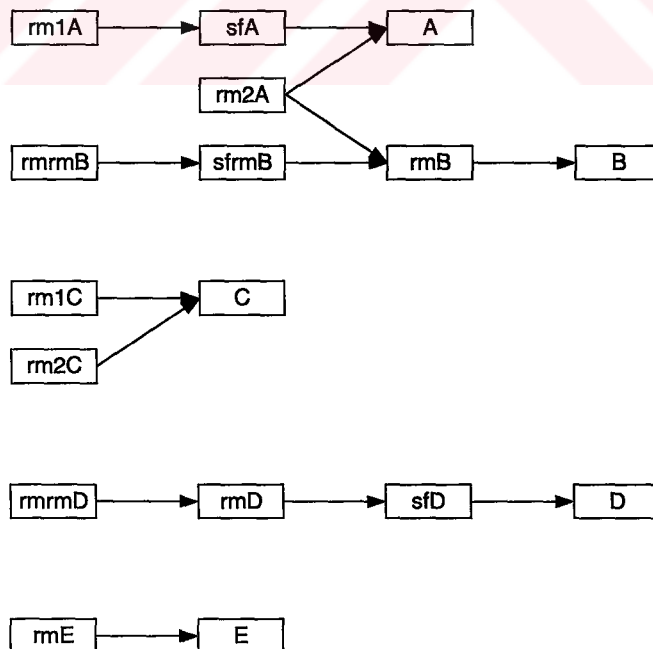 rm1A sfA A
rm2A
rmrmB sfrmB rmB B
rm1C C
rm2C
rmrmD rmD sfD D
rmE E